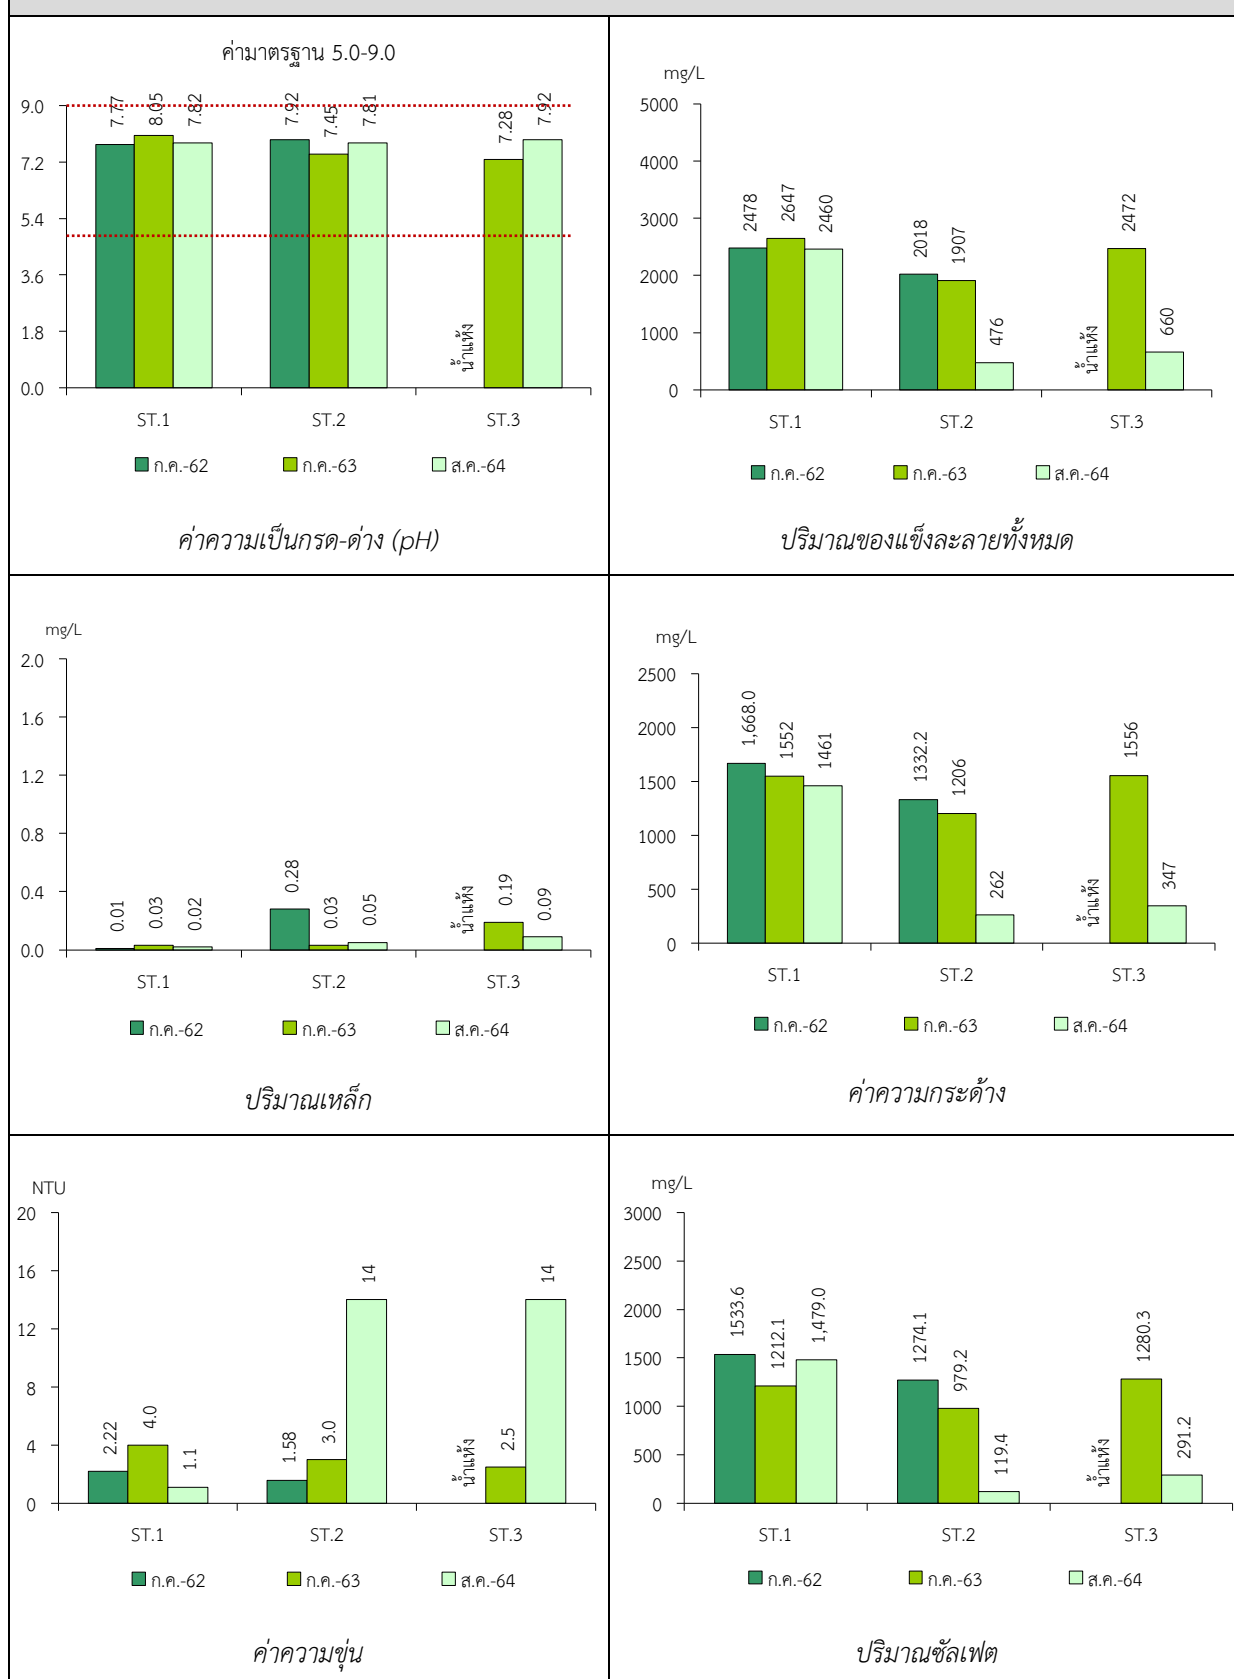 ค่ามาตรฐาน 5.0-9.0
9.0
7.2
5.4
3.6
1.8
0.0
7.77
8.05
7.82
7.92
7.45
7.81
น้ำแห้ง
7.28
7.92
ST.1 ST.2 ST.3
ก.ค.-62 ก.ค.-63 ส.ค.-64
ค่าความเป็นกรด-ด่าง (pH)
mg/L
5000
4000
3000
2000
1000
0
2478
2647
2460
2018
1907
476
น้ำแห้ง
2472
660
ST.1 ST.2 ST.3
ก.ค.-62 ก.ค.-63 ส.ค.-64
ปริมาณของแข็งละลายทั้งหมด
mg/L
2.0
1.6
1.2
0.8
0.4
0.0
0.01
0.03
0.02
0.28
0.03
0.05
น้ำแห้ง
0.19
0.09
ST.1 ST.2 ST.3
ก.ค.-62 ก.ค.-63 ส.ค.-64
ปริมาณเหล็ก
mg/L
2500
2000
1500
1000
500
0
1,668.0
1552
1461
1332.2
1206
262
น้ำแห้ง
1556
347
ST.1 ST.2 ST.3
ก.ค.-62 ก.ค.-63 ส.ค.-64
ค่าความกระด้าง
NTU
20
16
12
8
4
0
2.22
4.0
1.1
1.58
3.0
14
น้ำแห้ง
2.5
14
ST.1 ST.2 ST.3
ก.ค.-62 ก.ค.-63 ส.ค.-64
ค่าความขุ่น
mg/L
3000
2500
2000
1500
1000
500
0
1533.6
1212.1
1,479.0
1274.1
979.2
119.4
น้ำแห้ง
1280.3
291.2
ST.1 ST.2 ST.3
ก.ค.-62 ก.ค.-63 ส.ค.-64
ปริมาณซัลเฟต